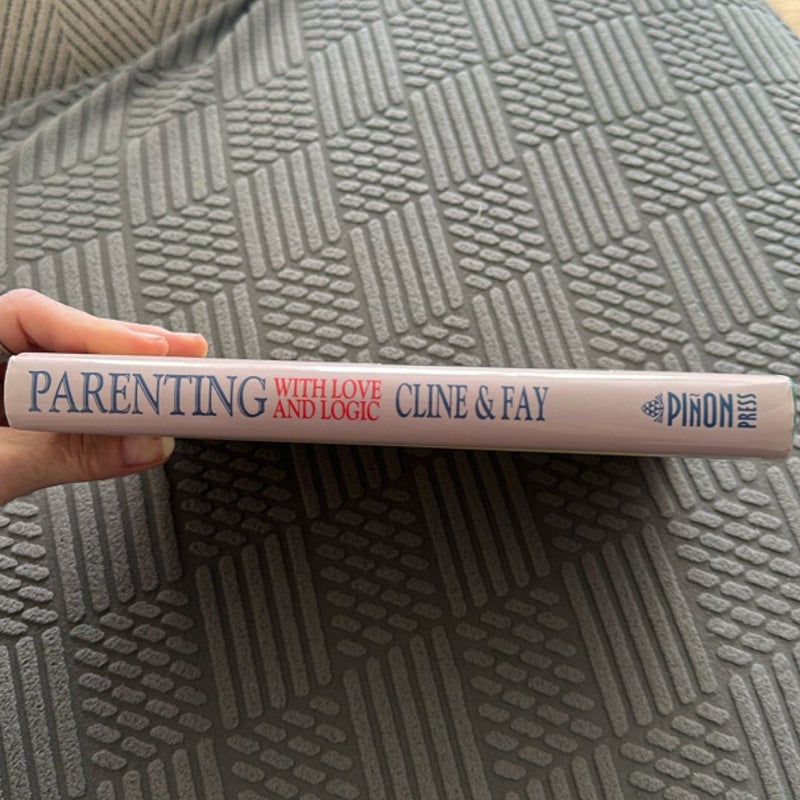 PARENTING
WITH LOVE
AND LOGIC
CLINE & FAY
PIÑON
PRESS